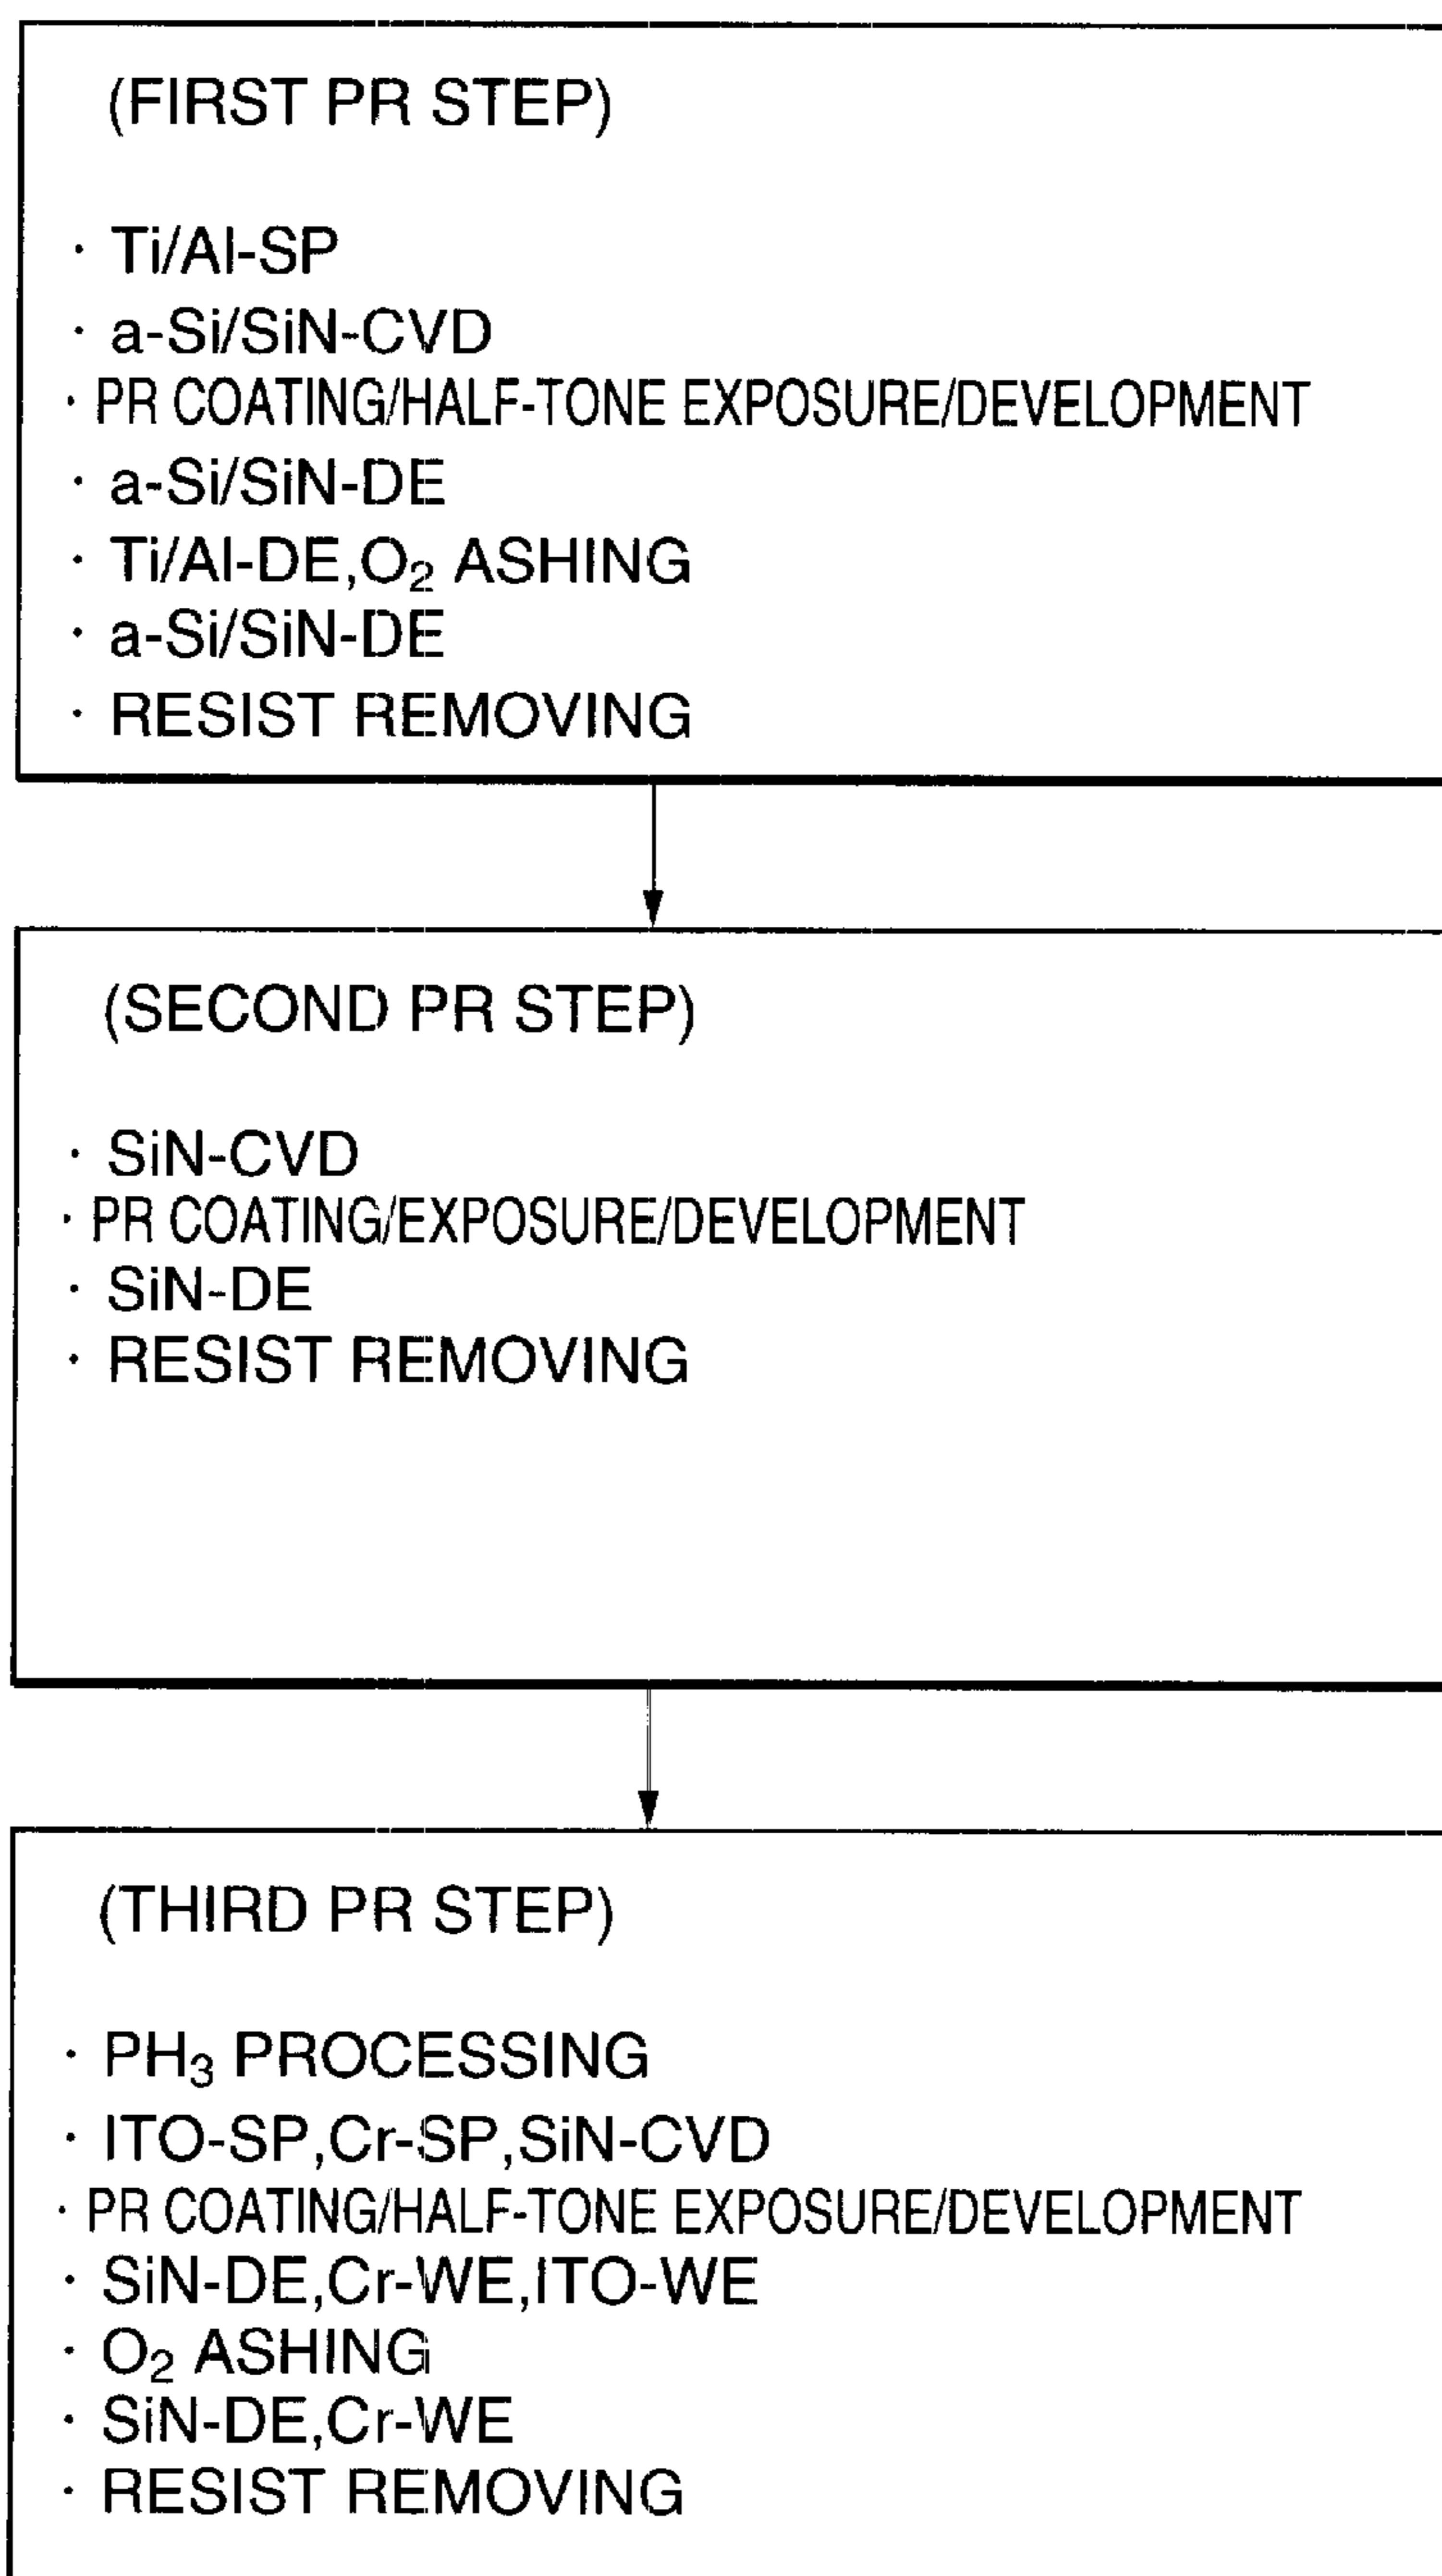 (FIRST PR STEP)
· Ti/Al-SP
· a-Si/SiN-CVD
· PR COATING/HALF-TONE EXPOSURE/DEVELOPMENT
· a-Si/SiN-DE
· Ti/Al-DE,O₂ ASHING
· a-Si/SiN-DE
· RESIST REMOVING
(SECOND PR STEP)
· SiN-CVD
· PR COATING/EXPOSURE/DEVELOPMENT
· SiN-DE
· RESIST REMOVING
(THIRD PR STEP)
· PH₃ PROCESSING
· ITO-SP,Cr-SP,SiN-CVD
· PR COATING/HALF-TONE EXPOSURE/DEVELOPMENT
· SiN-DE,Cr-WE,ITO-WE
· O₂ ASHING
· SiN-DE,Cr-WE
· RESIST REMOVING